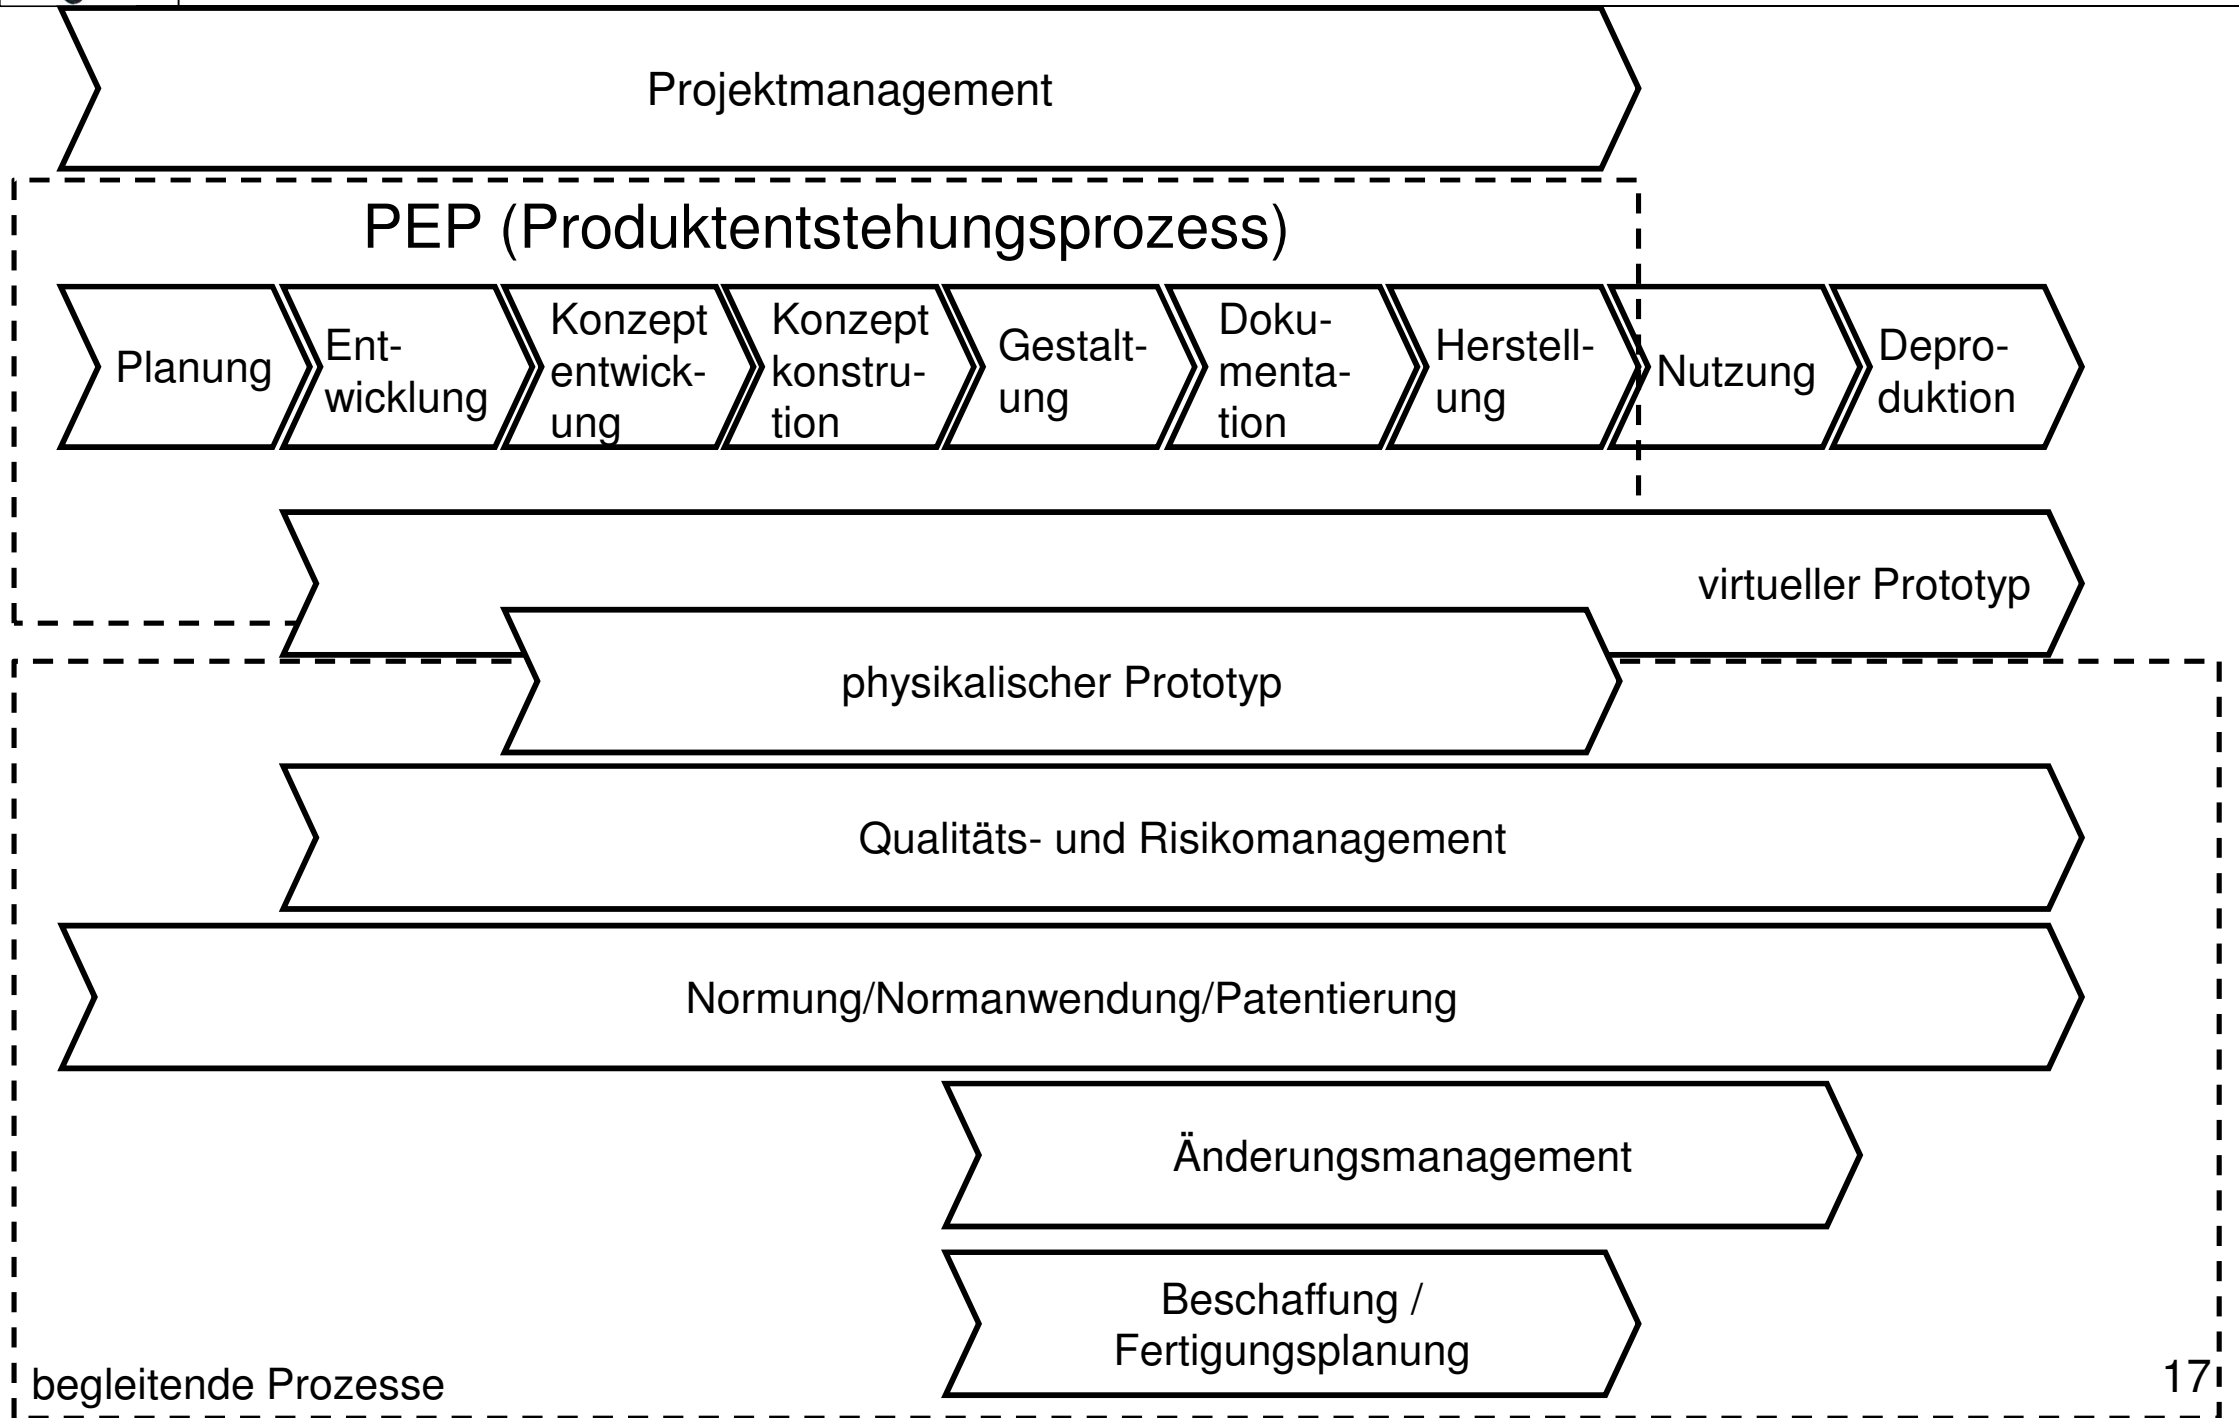 Projektmanagement
PEP (Produktentstehungsprozess)
Planung
Ent-
wicklung
Konzept
entwick-
ung
Konzept
konstru-
tion
Gestalt-
ung
Doku-
menta-
tion
Herstell-
ung
Nutzung
Depro-
duktion
virtueller Prototyp
physikalischer Prototyp
Qualitäts- und Risikomanagement
Normung/Normanwendung/Patentierung
Änderungsmanagement
Beschaffung /
Fertigungsplanung
begleitende Prozesse
17